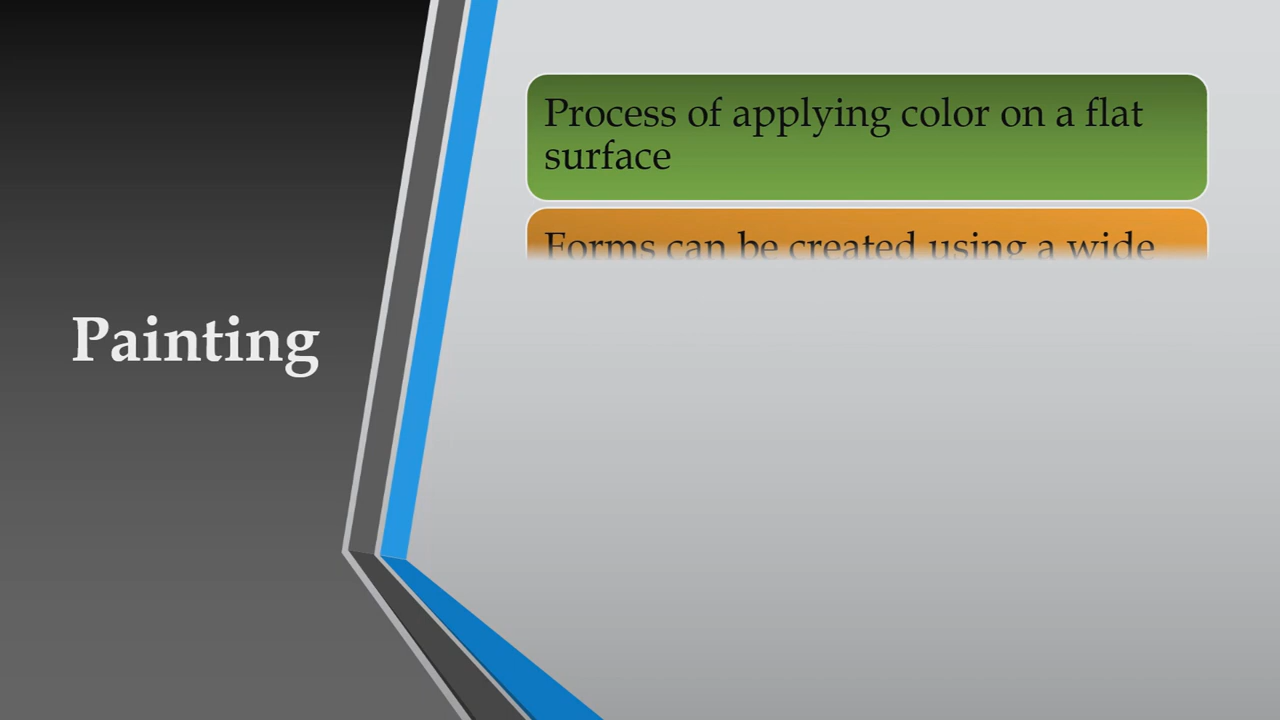 Painting
Process of applying color on a flat
surface
Forms can be created using a wide